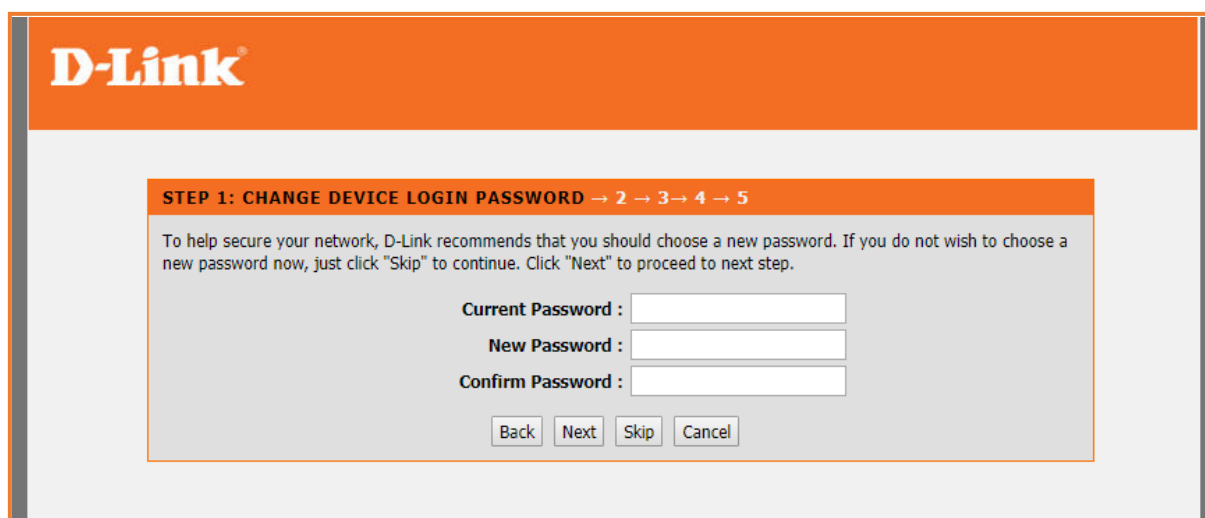 D-Link®
STEP 1: CHANGE DEVICE LOGIN PASSWORD → 2 → 3→ 4 → 5
To help secure your network, D-Link recommends that you should choose a new password. If you do not wish to choose a
new password now, just click "Skip" to continue. Click "Next" to proceed to next step.
Current Password :
New Password :
Confirm Password :
Back Next Skip Cancel